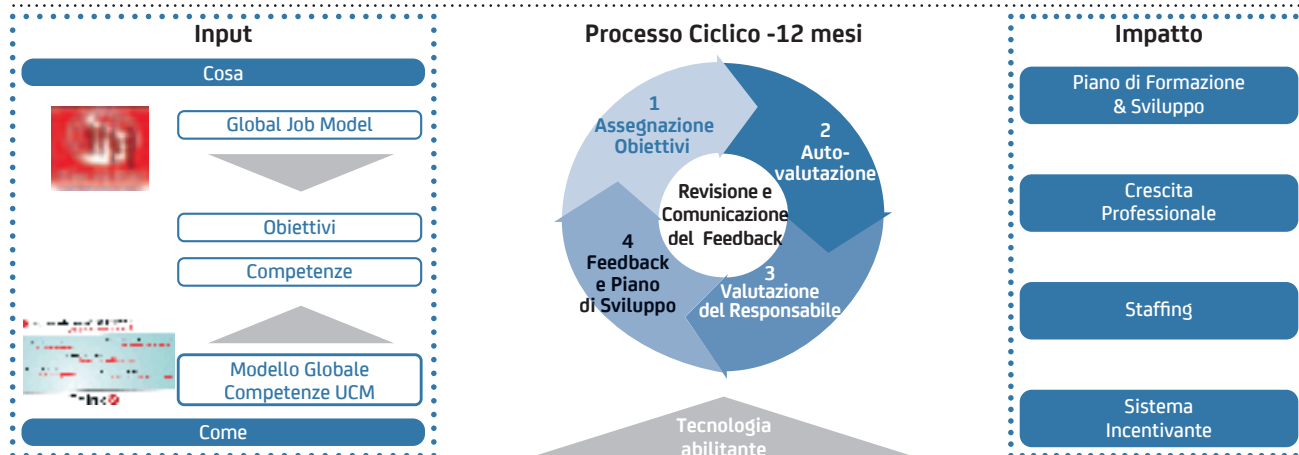 Input
Cosa
Global Job Model
Obiettivi
Competenze
Modello Globale
Competenze UCM
Come
Processo Ciclico -12 mesi
1
Assegnazione
Obiettivi
2
Auto-
valutazione
Revisione e
Comunicazione
del Feedback
3
Valutazione
del Responsabile
4
Feedback
e Piano
di Sviluppo
Tecnologia
abilitante
Impatto
Piano di Formazione
& Sviluppo
Crescita
Professionale
Staffing
Sistema
Incentivante